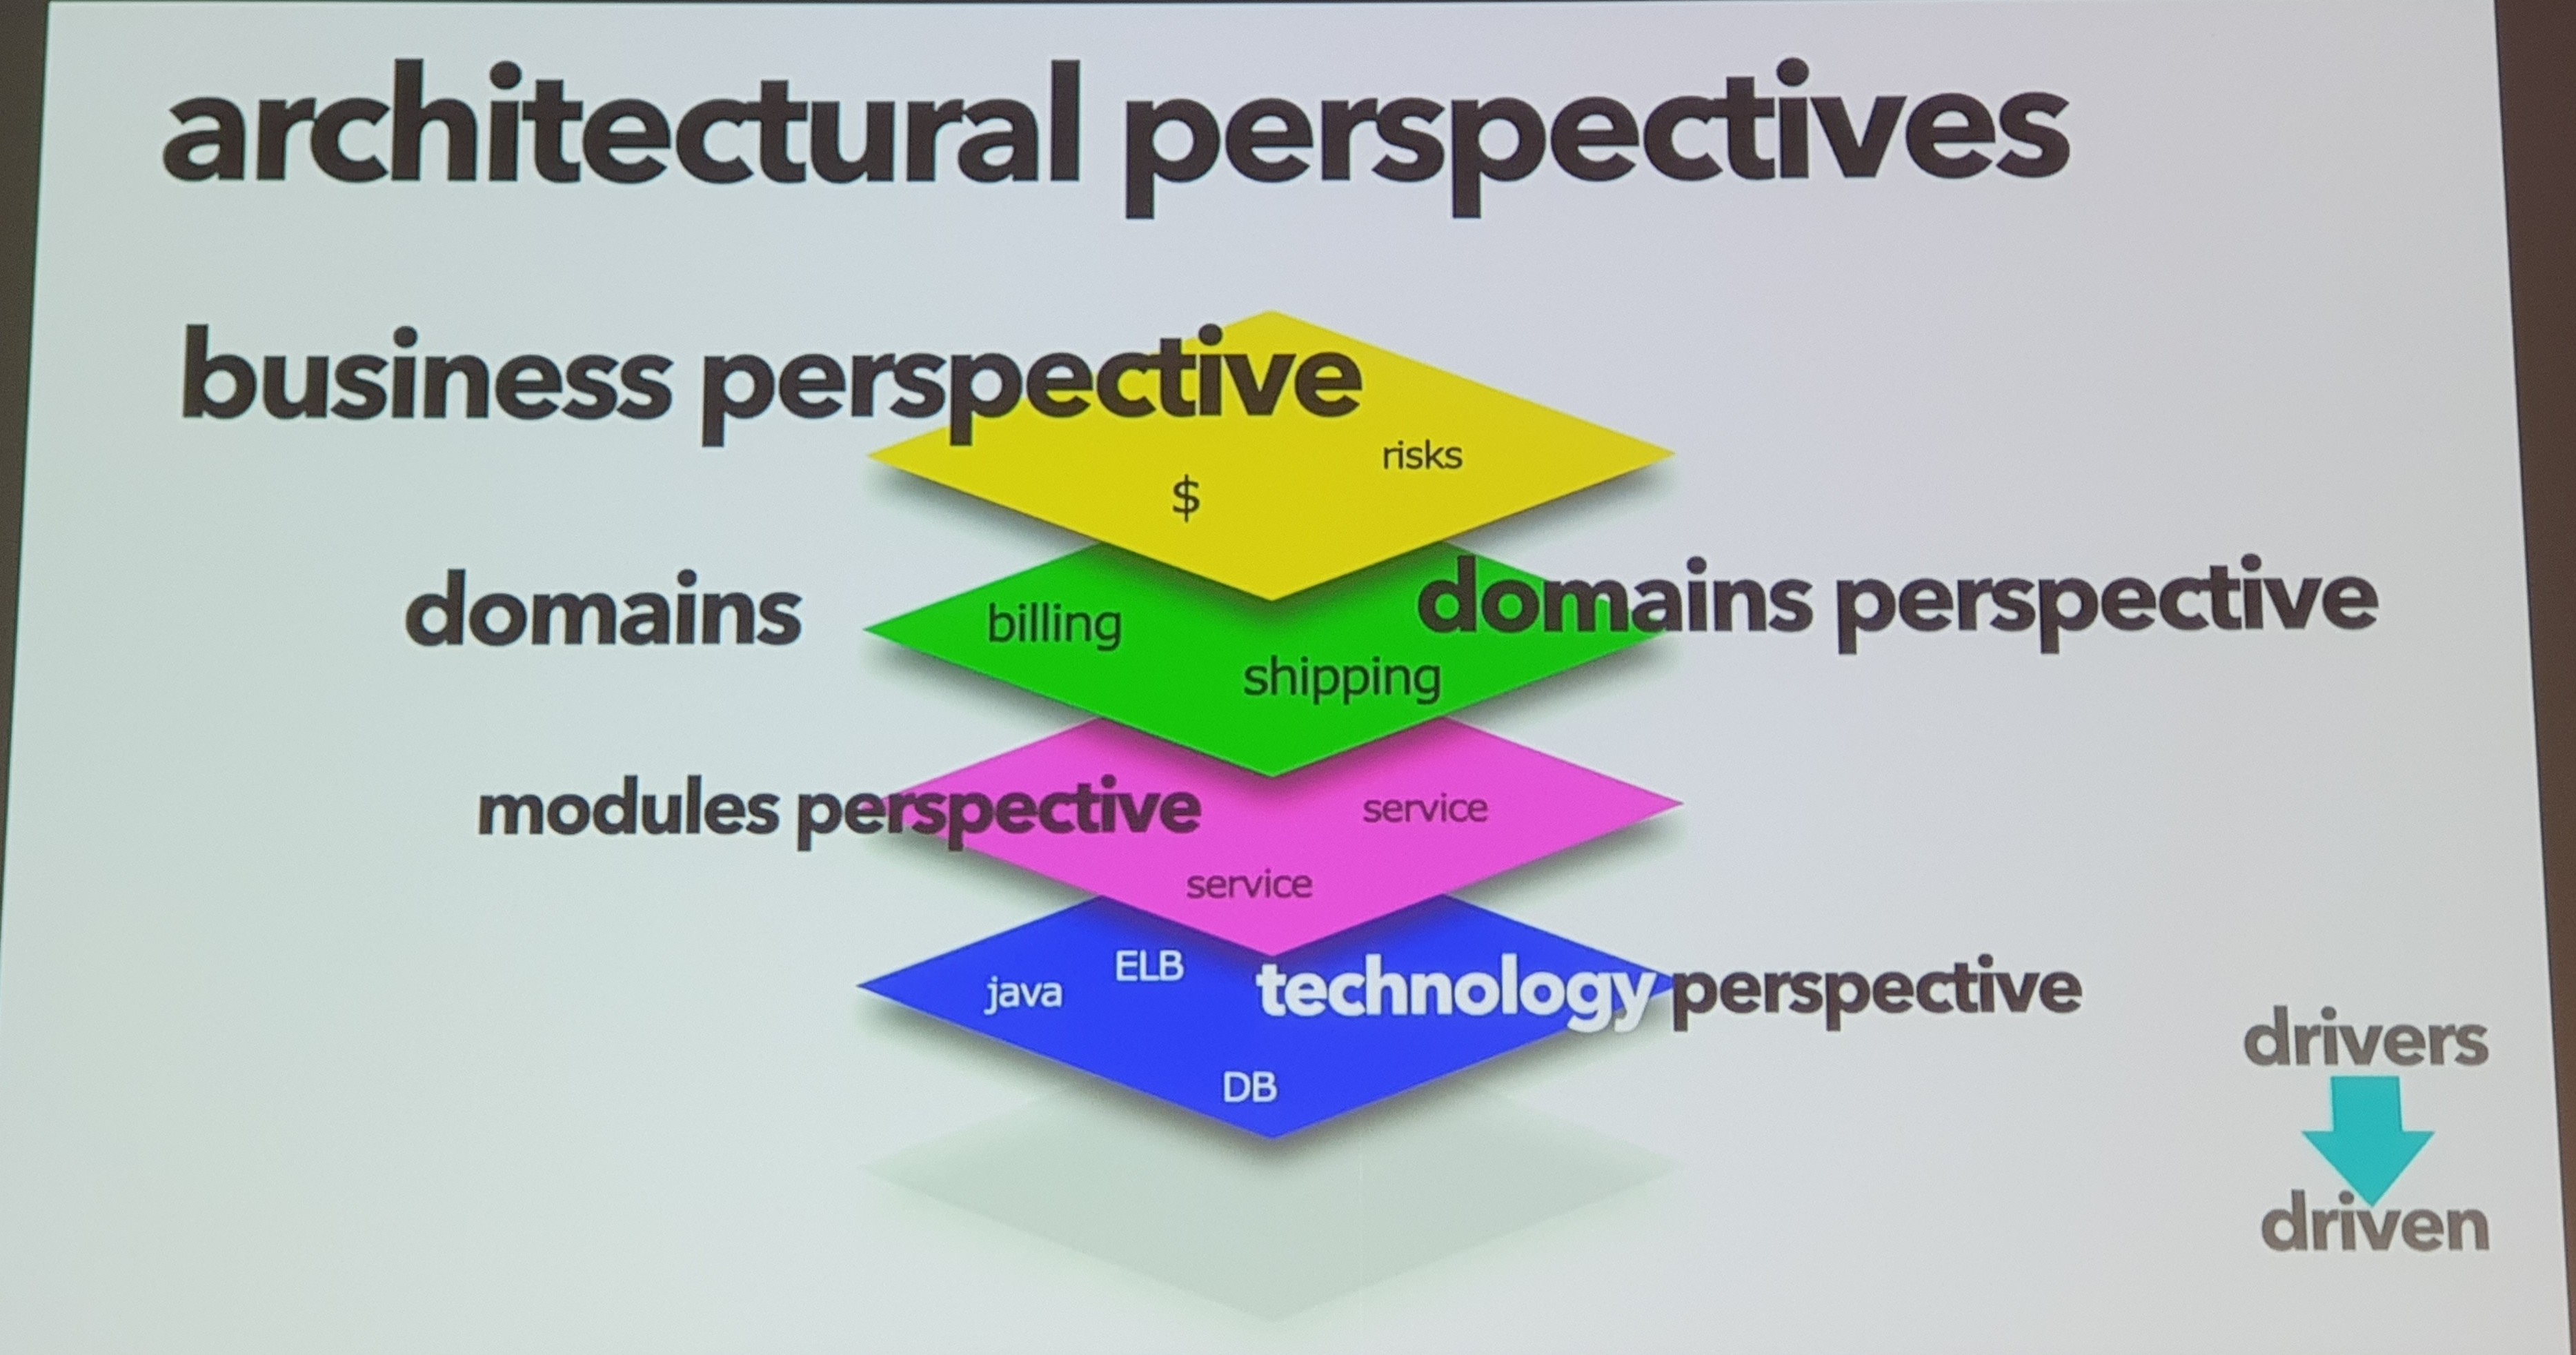 architectural perspectives
business perspective
risks
$
domains
billing
domains perspective
shipping
modules perspective
service
service
java
ELB
technology perspective
DB
drivers
driven